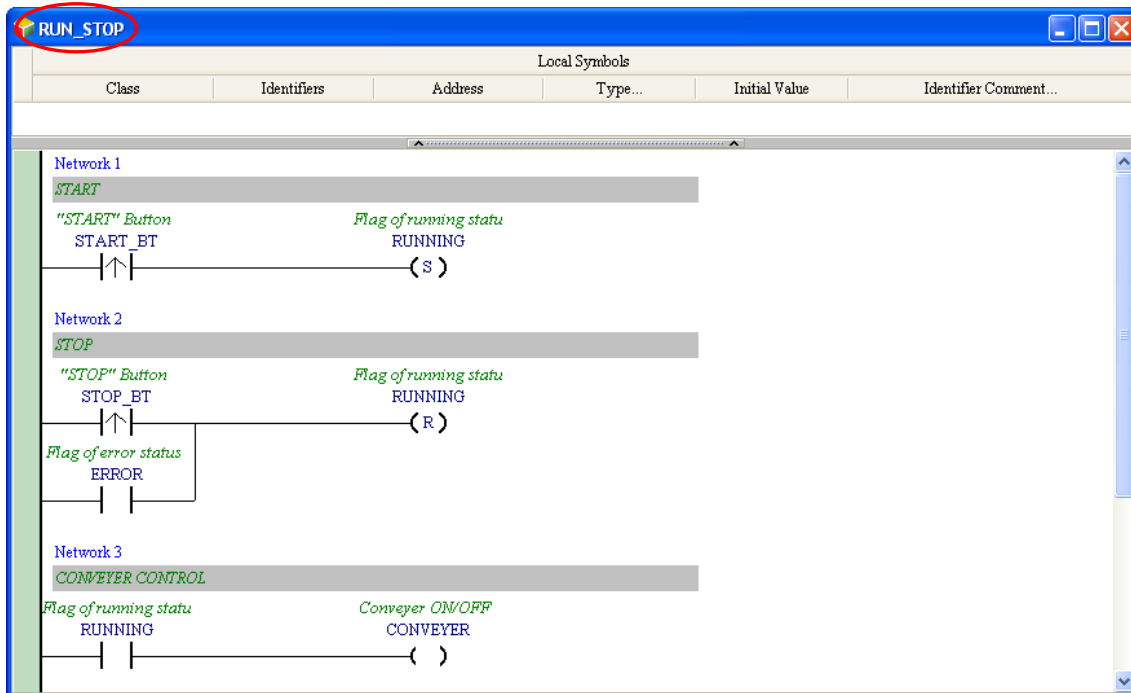 RUN_STOP
Local Symbols
Class Identifiers Address Type... Initial Value Identifier Comment...
Network 1
START
"START" Button Flag of running statu
START_BT RUNNING
S
Network 2
STOP
"STOP" Button Flag of running statu
STOP_BT RUNNING
R
Flag of error status
ERROR
Network 3
CONVEYER CONTROL
Flag of running statu Conveyer ON/OFF
RUNNING CONVEYER